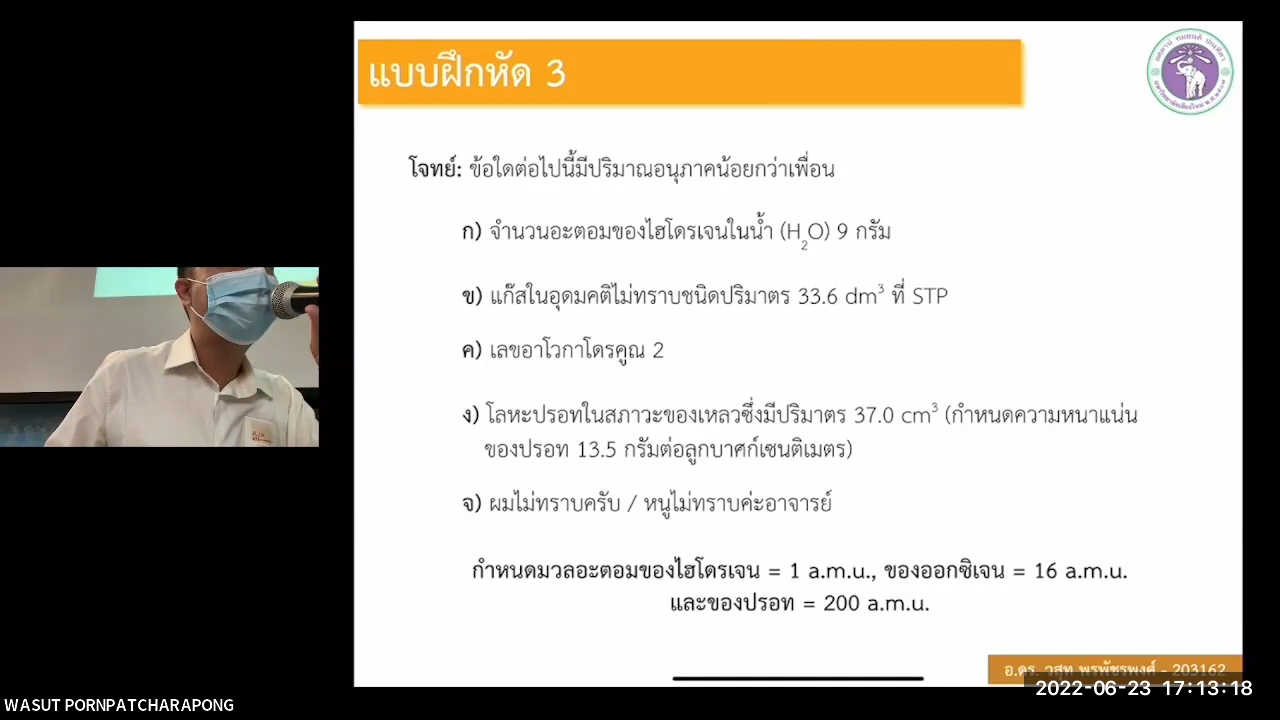 แบบฝึกหัด 3
โจทย์: ข้อใดต่อไปนี้มีปริมาณอนุภาคน้อยกว่าเพื่อน
ก) จำนวนอะตอมของไฮโดรเจนในน้ำ (H₂O) 9 กรัม
ข) แก๊สในอุดมคติไม่ทราบชนิดปริมาตร 33.6 dm³ ที่ STP
ค) เลขอาโวกาโดรคูณ 2
ง) โลหะปรอทในสภาวะของเหลวซึ่งมีปริมาตร 37.0 cm³ (กำหนดความหนาแน่น
ของปรอท 13.5 กรัมต่อลูกบาศก์เซนติเมตร)
จ) ผมไม่ทราบครับ / หนูไม่ทราบค่ะอาจารย์
กำหนดมวลอะตอมของไฮโดรเจน = 1 a.m.u., ของออกซิเจน = 16 a.m.u.
และของปรอท = 200 a.m.u.
อ.ดร. วสุท พรพัชรพงศ์ - 203162
2022-06-23 17:13:18
WASUT PORNPATCHARAPONG